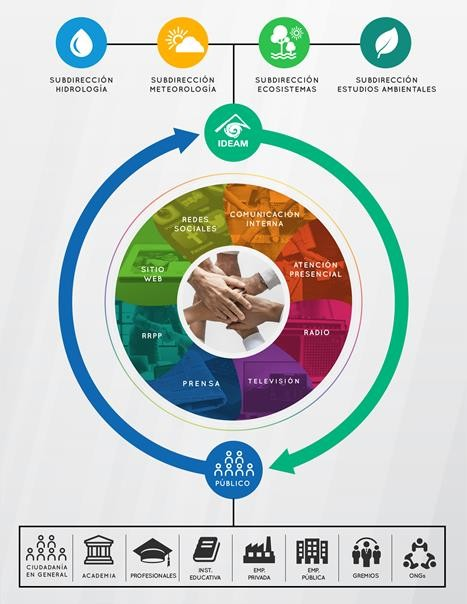 SUBDIRECCIÓN
HIDROLOGÍA
SUBDIRECCIÓN
METEOROLOGÍA
SUBDIRECCIÓN
ECOSISTEMAS
SUBDIRECCIÓN
ESTUDIOS AMBIENTALES
IDEAM
REDES
SOCIALES
COMUNICACIÓN
INTERNA
SITIO
WEB
ATENCIÓN
PRESENCIAL
RRPP
RADIO
PRENSA
TELEVISIÓN
PÚBLICO
CIUDADANÍA
EN GENERAL
ACADEMIA
PROFESIONALES
INST.
EDUCATIVA
EMP.
PRIVADA
EMP.
PÚBLICA
GREMIOS
ONGs